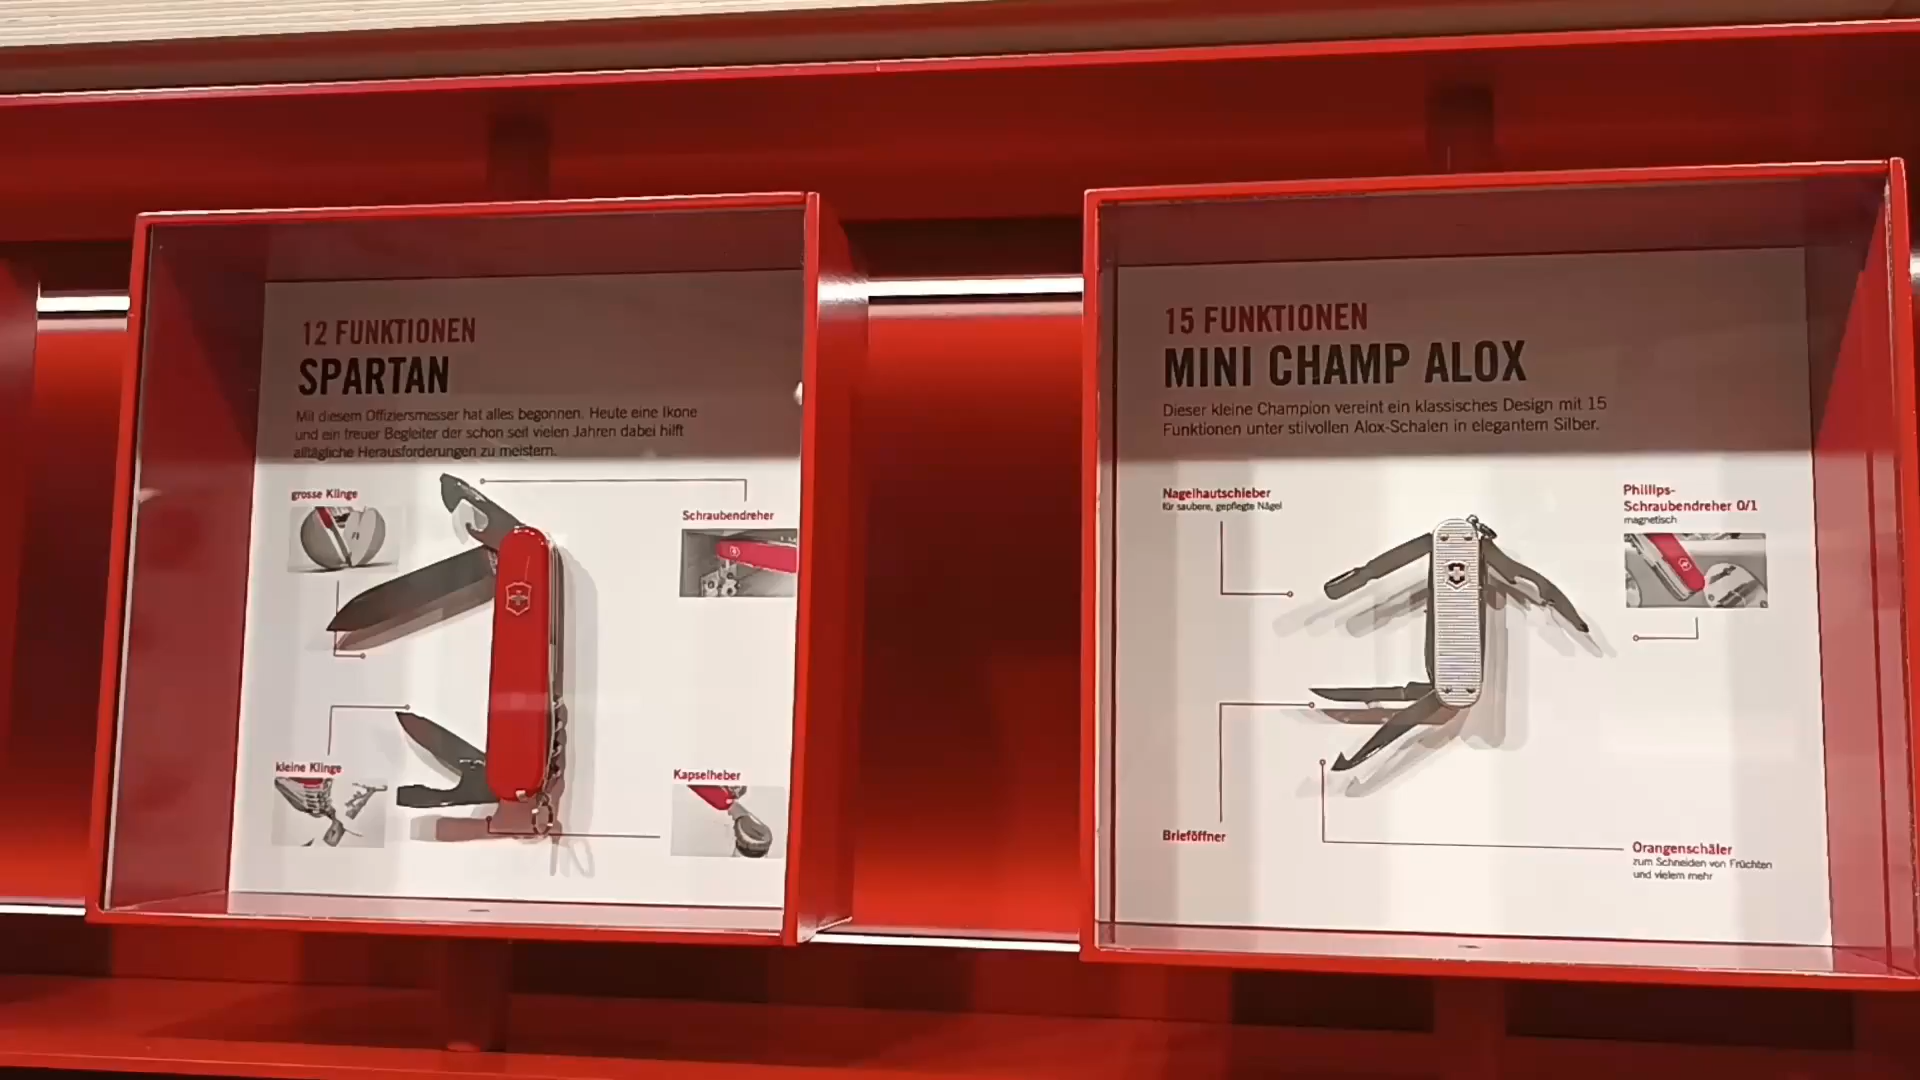 12 FUNKTIONEN
SPARTAN
Mit diesem Offiziersmesser hat alles begonnen. Heute eine Ikone
und ein treuer Begleiter der schon seit vielen Jahren dabei hilft
alltägliche Herausforderungen zu meistern.
grosse Klinge
Schraubendreher
kleine Klinge
Kapselheber
15 FUNKTIONEN
MINI CHAMP ALOX
Dieser kleine Champion vereint ein klassisches Design mit 15
Funktionen unter stilvollen Alox-Schalen in elegantem Silber.
Nagelhautschieber
für saubere, gepflegte Nägel
Phillips-
Schraubendreher 0/1
magnetisch
Brieföffner
Orangenschäler
zum Schneiden von Früchten
und vielem mehr